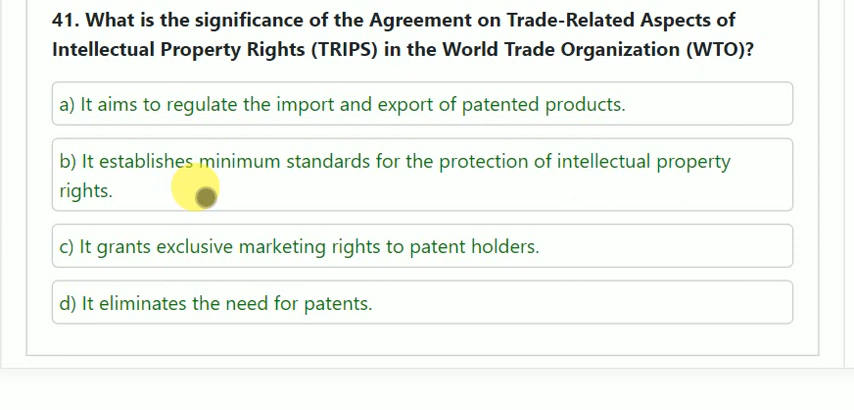 41. What is the significance of the Agreement on Trade-Related Aspects of
Intellectual Property Rights (TRIPS) in the World Trade Organization (WTO)?
a) It aims to regulate the import and export of patented products.
b) It establishes minimum standards for the protection of intellectual property
rights.
c) It grants exclusive marketing rights to patent holders.
d) It eliminates the need for patents.